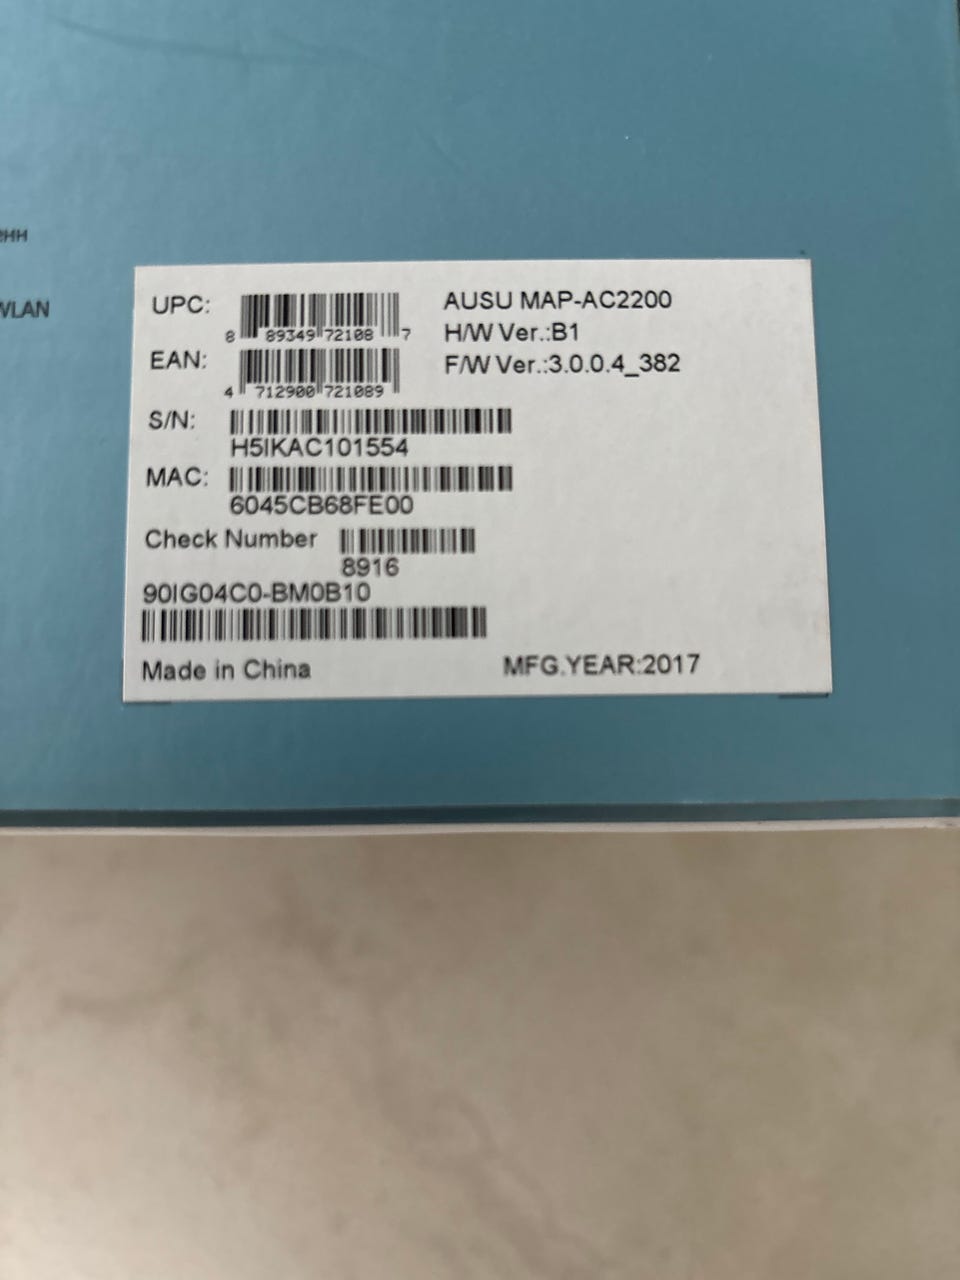 WLAN
UPC:
8 89349 72108 7
AUSU MAP-AC2200
H/W Ver.:B1
EAN:
4 712900 721089
F/W Ver.:3.0.0.4_382
S/N:
H5IKAC101554
MAC:
6045CB68FE00
Check Number
8916
90IG04C0-BM0B10
Made in China
MFG.YEAR:2017